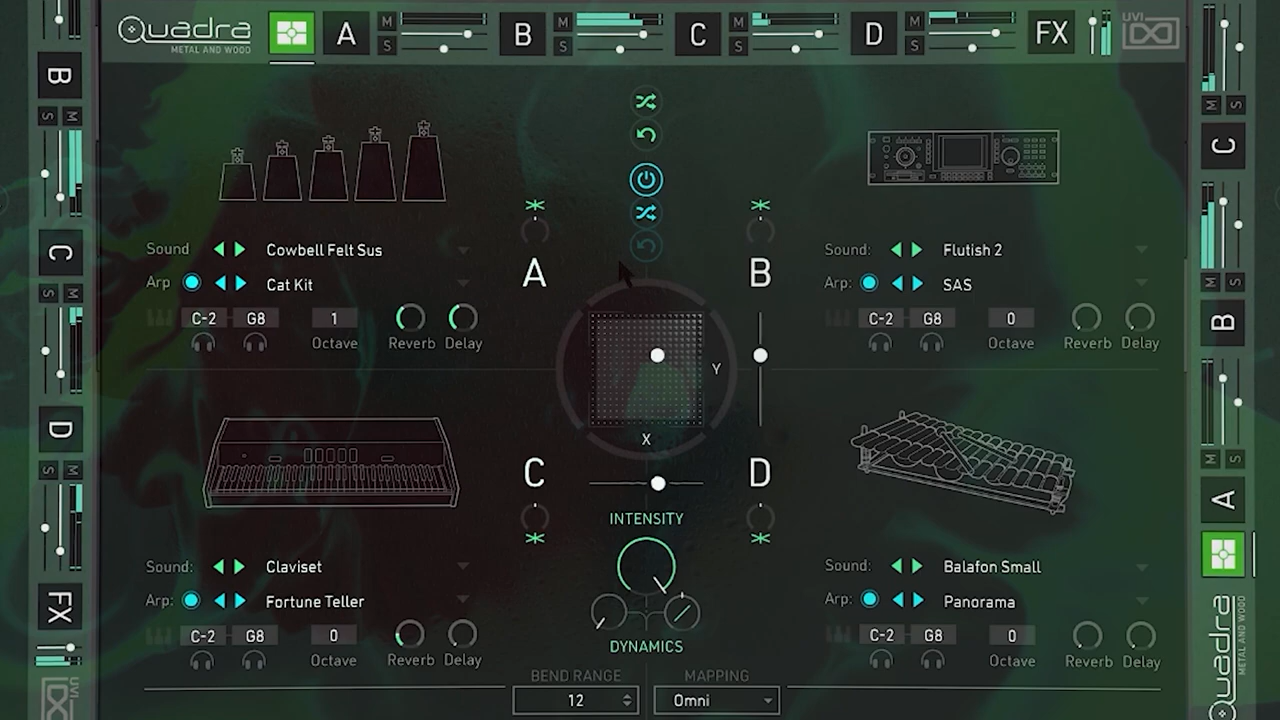 Quadra
METAL AND WOOD
A
M
S
B
M
S
C
M
S
D
M
S
FX
UVI
B
S M
C
S M
D
S M
FX
UVI
Sound
Cowbell Felt Sus
Arp
Cat Kit
C-2 G8 1
Octave Reverb Delay
A
B
Sound: Flutish 2
Arp: SAS
C-2 G8 0
Octave Reverb Delay
Y
X
C
D
INTENSITY
DYNAMICS
Sound: Claviset
Arp: Fortune Teller
C-2 G8 0
Octave Reverb Delay
Sound: Balafon Small
Arp: Panorama
C-2 G8 0
Octave Reverb Delay
BEND RANGE MAPPING
12 Omni
M S
C
M S
B
M S
A
Quadra
METAL AND WOOD